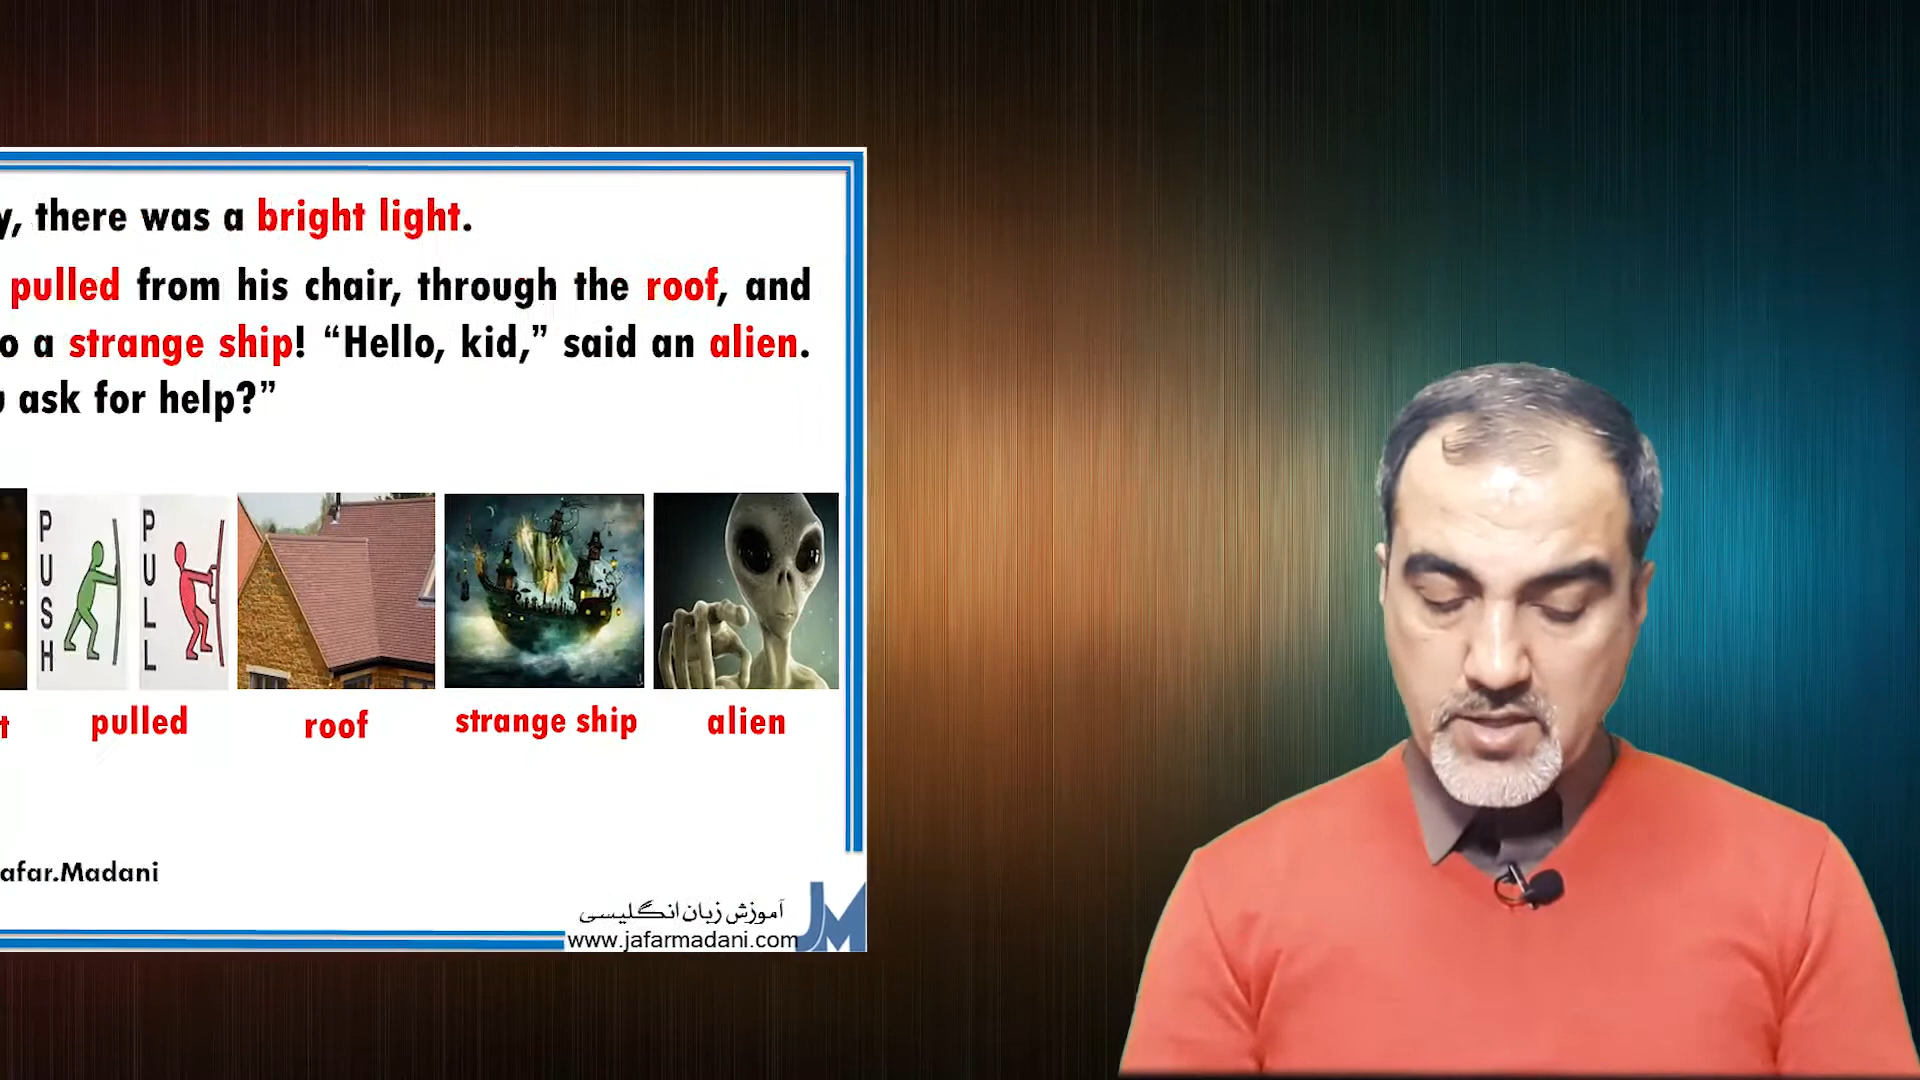 there was a bright light.
pulled from his chair, through the roof, and
a strange ship! “Hello, kid,” said an alien.
ask for help?”
PUSH
PULL
pulled
roof
strange ship
alien
afar.Madani
آموزش زبان انگلیسی
www.jafarmadani.com
JM